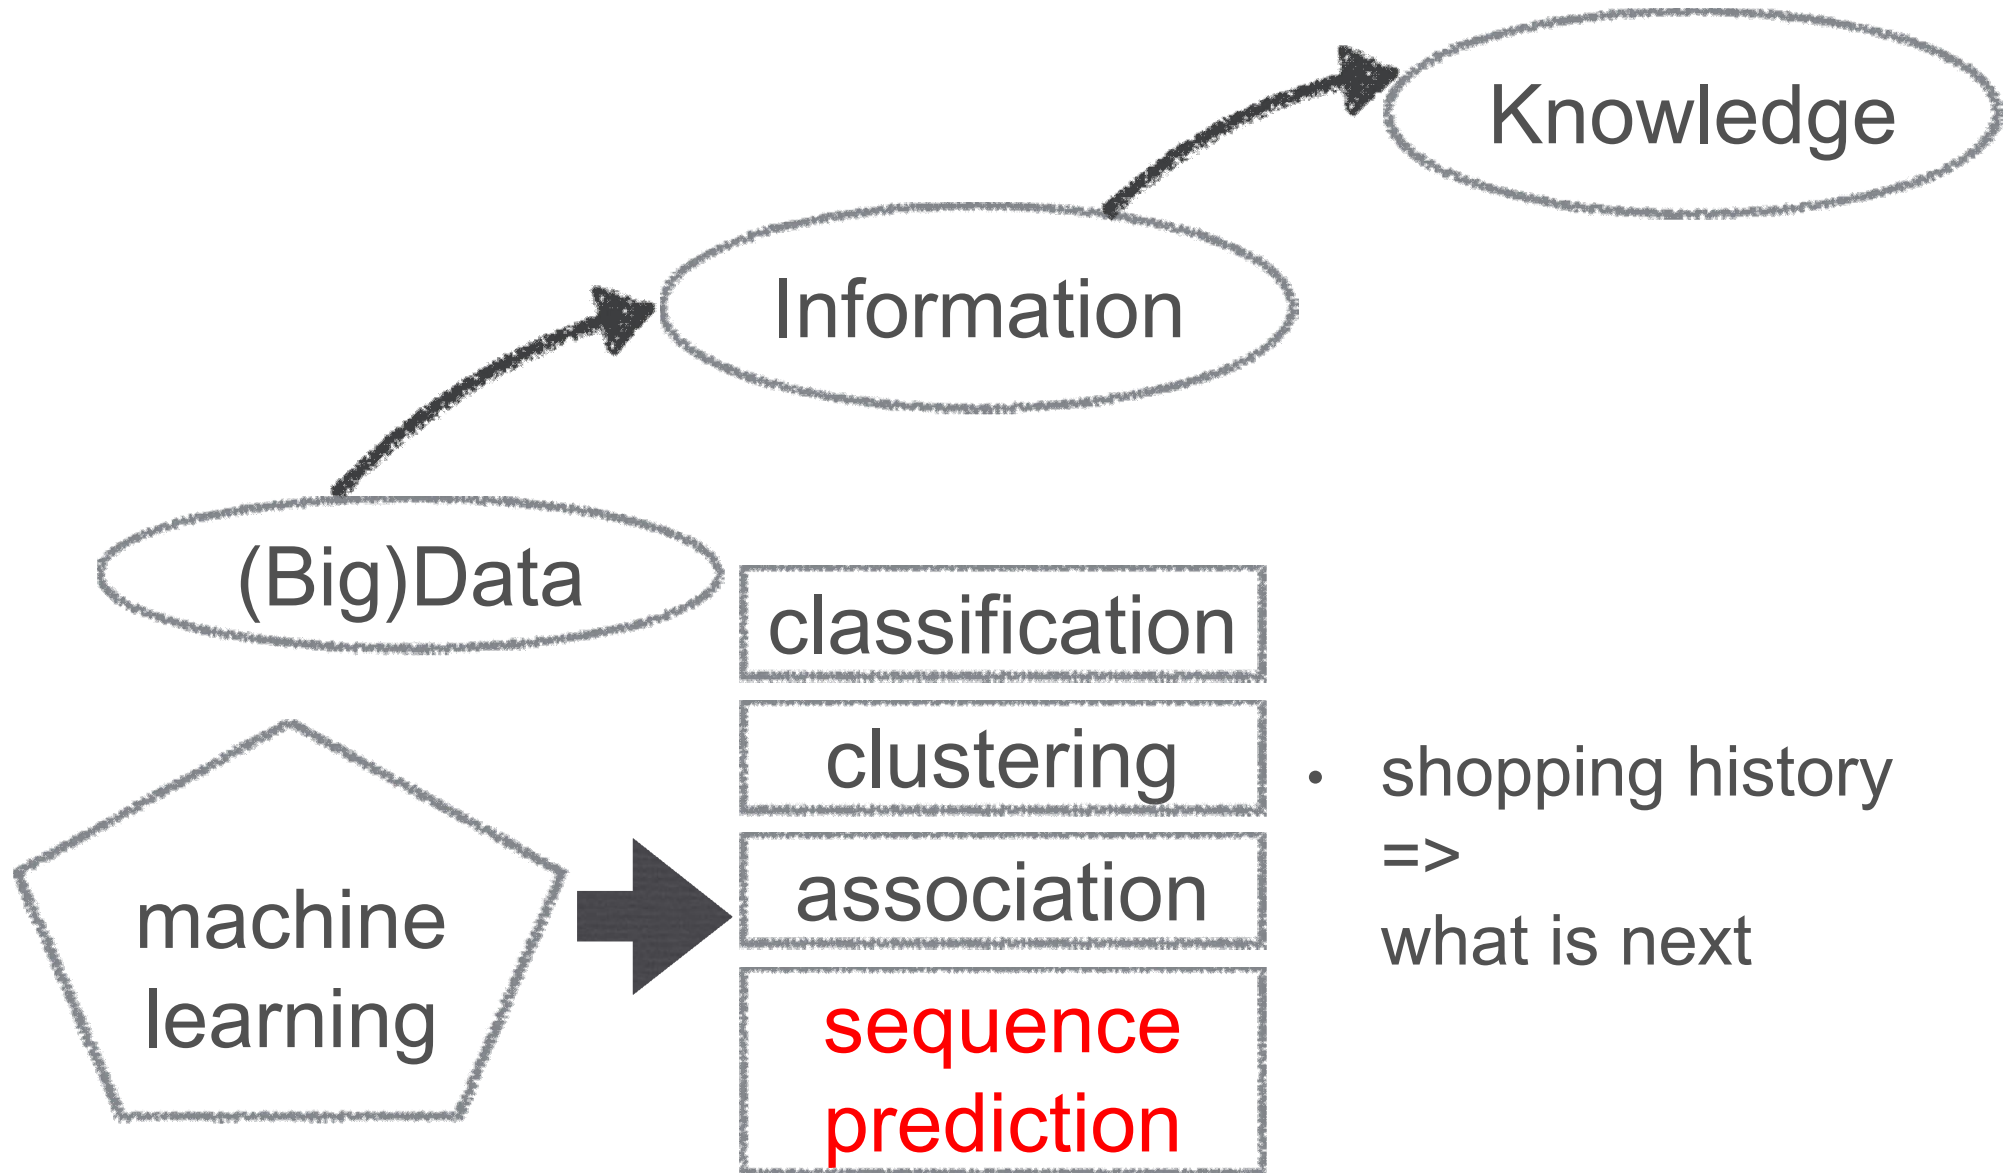 Knowledge
Information
(Big)Data
machine
learning
classification
clustering
association
sequence
prediction
• shopping history
=>
what is next